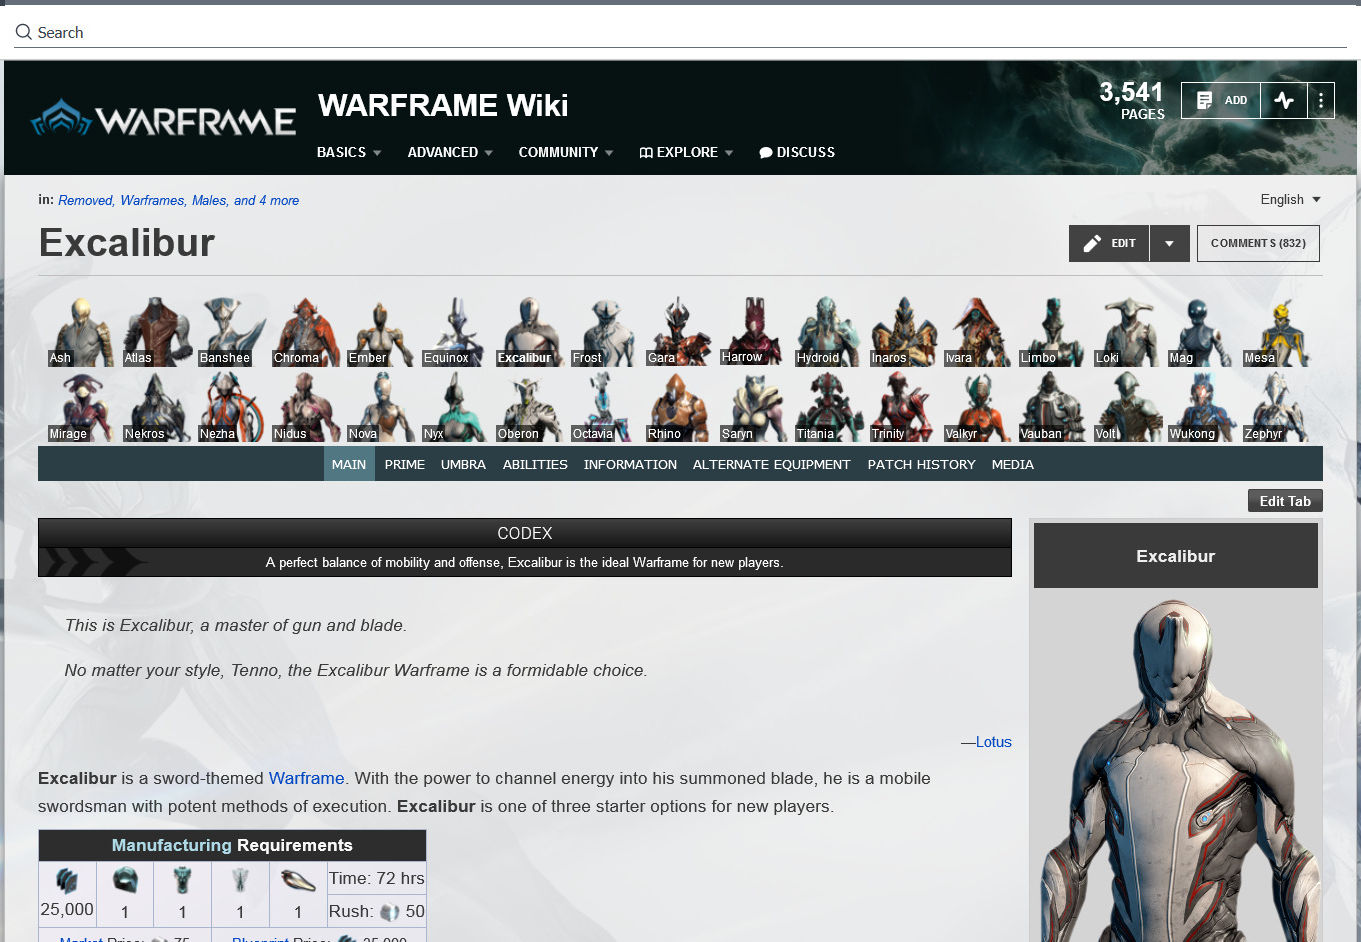 Search
WARFRAME
WARFRAME Wiki
3,541
PAGES
ADD
BASICS ADVANCED COMMUNITY EXPLORE DISCUSS
in: Removed, Warframes, Males, and 4 more
English
Excalibur
EDIT
COMMENTS (832)
Ash Atlas Banshee Chroma Ember Equinox Excalibur Frost Gara Harrow Hydroid Inaros Ivara Limbo Loki Mag Mesa
Mirage Nekros Nezha Nidus Nova Nyx Oberon Octavia Rhino Saryn Titania Trinity Valkyr Vauban Volt Wukong Zephyr
MAIN PRIME UMBRA ABILITIES INFORMATION ALTERNATE EQUIPMENT PATCH HISTORY MEDIA
Edit Tab
CODEX
A perfect balance of mobility and offense, Excalibur is the ideal Warframe for new players.
Excalibur
This is Excalibur, a master of gun and blade.
No matter your style, Tenno, the Excalibur Warframe is a formidable choice.
—Lotus
Excalibur is a sword-themed Warframe. With the power to channel energy into his summoned blade, he is a mobile
swordsman with potent methods of execution. Excalibur is one of three starter options for new players.
Manufacturing Requirements
25,000 1 1 1 1
Time: 72 hrs
Rush: 50
Market Price: 75 Blueprint Price: 35,000